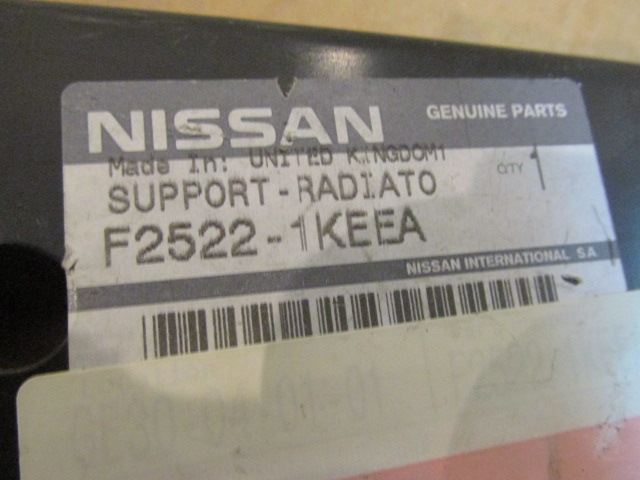 NISSAN GENUINE PARTS
Made In: UNITED KINGDOM1
SUPPORT-RADIATO QTY 1
F2522-1KEEA
NISSAN INTERNATIONAL SA